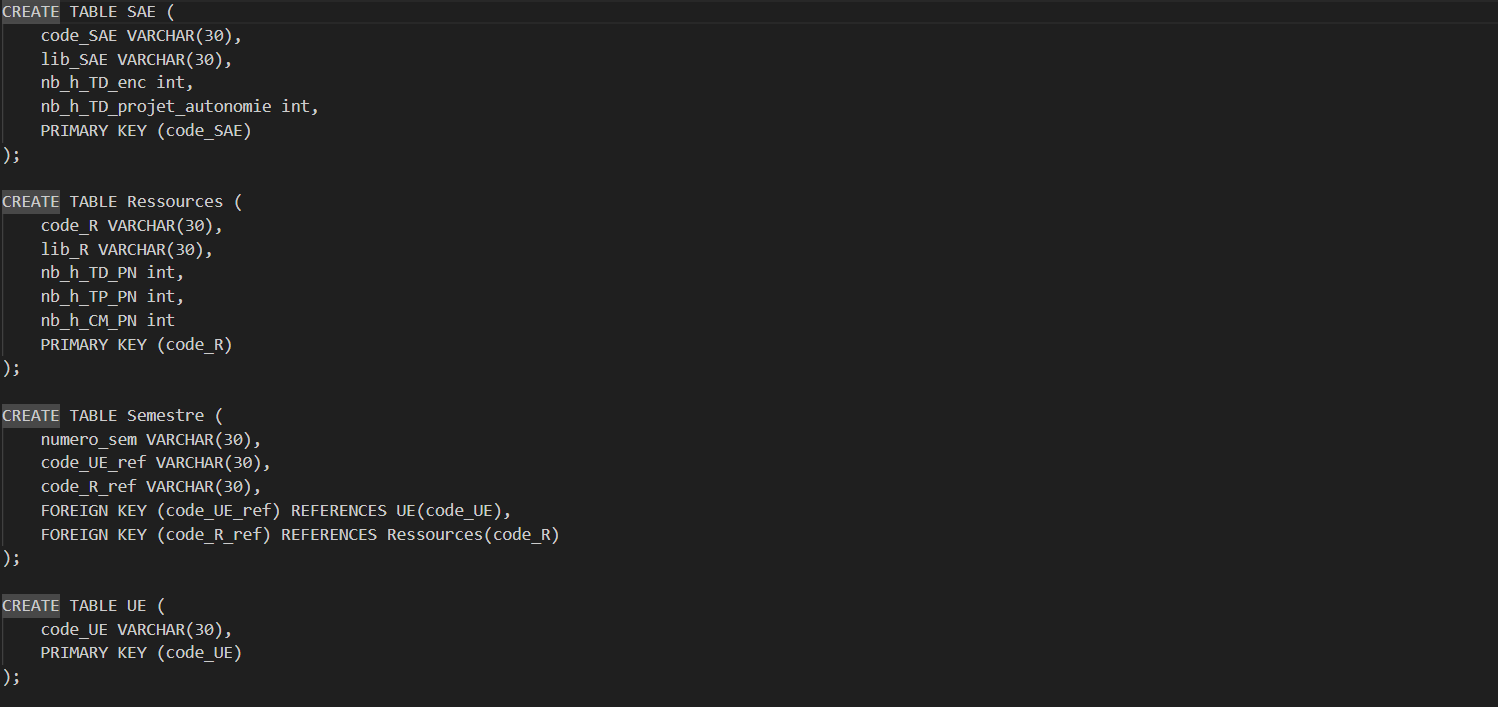 CREATE TABLE SAE (
    code_SAE VARCHAR(30),
    lib_SAE VARCHAR(30),
    nb_h_TD_enc int,
    nb_h_TD_projet_autonomie int,
    PRIMARY KEY (code_SAE)
);

CREATE TABLE Ressources (
    code_R VARCHAR(30),
    lib_R VARCHAR(30),
    nb_h_TD_PN int,
    nb_h_TP_PN int,
    nb_h_CM_PN int
    PRIMARY KEY (code_R)
);

CREATE TABLE Semestre (
    numero_sem VARCHAR(30),
    code_UE_ref VARCHAR(30),
    code_R_ref VARCHAR(30),
    FOREIGN KEY (code_UE_ref) REFERENCES UE(code_UE),
    FOREIGN KEY (code_R_ref) REFERENCES Ressources(code_R)
);

CREATE TABLE UE (
    code_UE VARCHAR(30),
    PRIMARY KEY (code_UE)
);